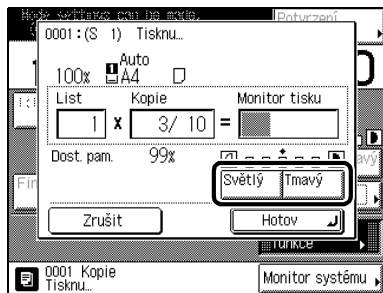 Mode settings can be made.
Potvrzení
0001:(S 1) Tisknu...
Auto
100% 1 A4
List Kopie Monitor tisku
1 X 3/ 10 =
Dost. pam. 99%
Světlý Tmavý
Zrušit Hotov
funkce
0001 Kopie
Tisknu...
Monitor systému